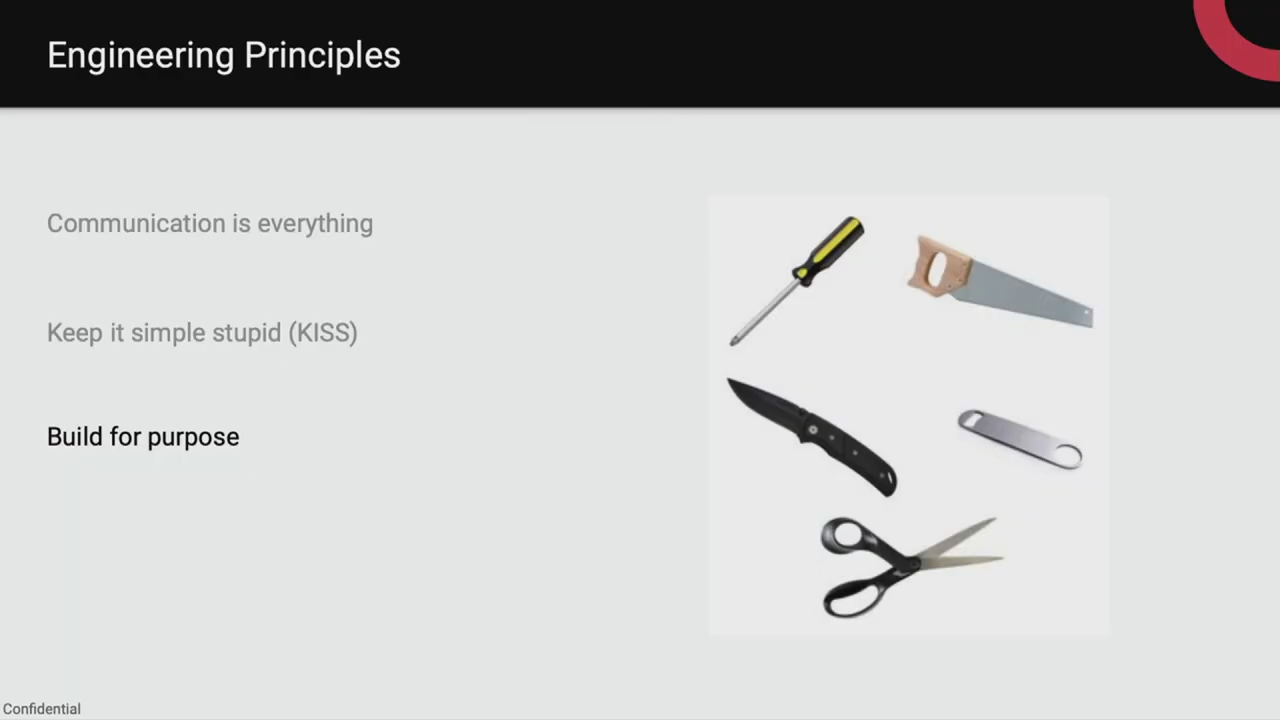 Engineering Principles
Communication is everything
Keep it simple stupid (KISS)
Build for purpose
Confidential